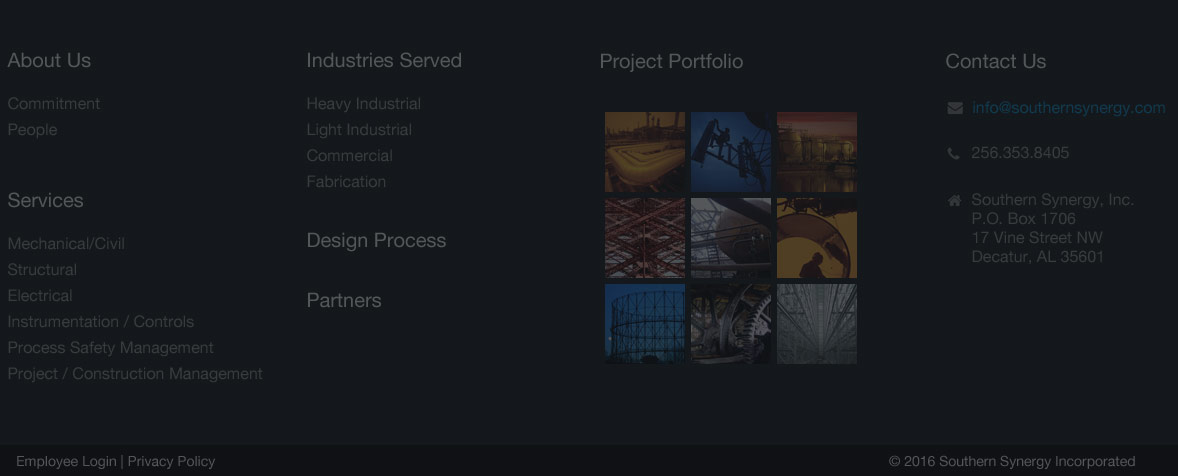 About Us
Commitment
People
Services
Mechanical/Civil
Structural
Electrical
Instrumentation / Controls
Process Safety Management
Project / Construction Management
Industries Served
Heavy Industrial
Light Industrial
Commercial
Fabrication
Design Process
Partners
Project Portfolio
Contact Us
info@southernsynergy.com
256.353.8405
Southern Synergy, Inc.
P.O. Box 1706
17 Vine Street NW
Decatur, AL 35601
Employee Login | Privacy Policy
© 2016 Southern Synergy Incorporated